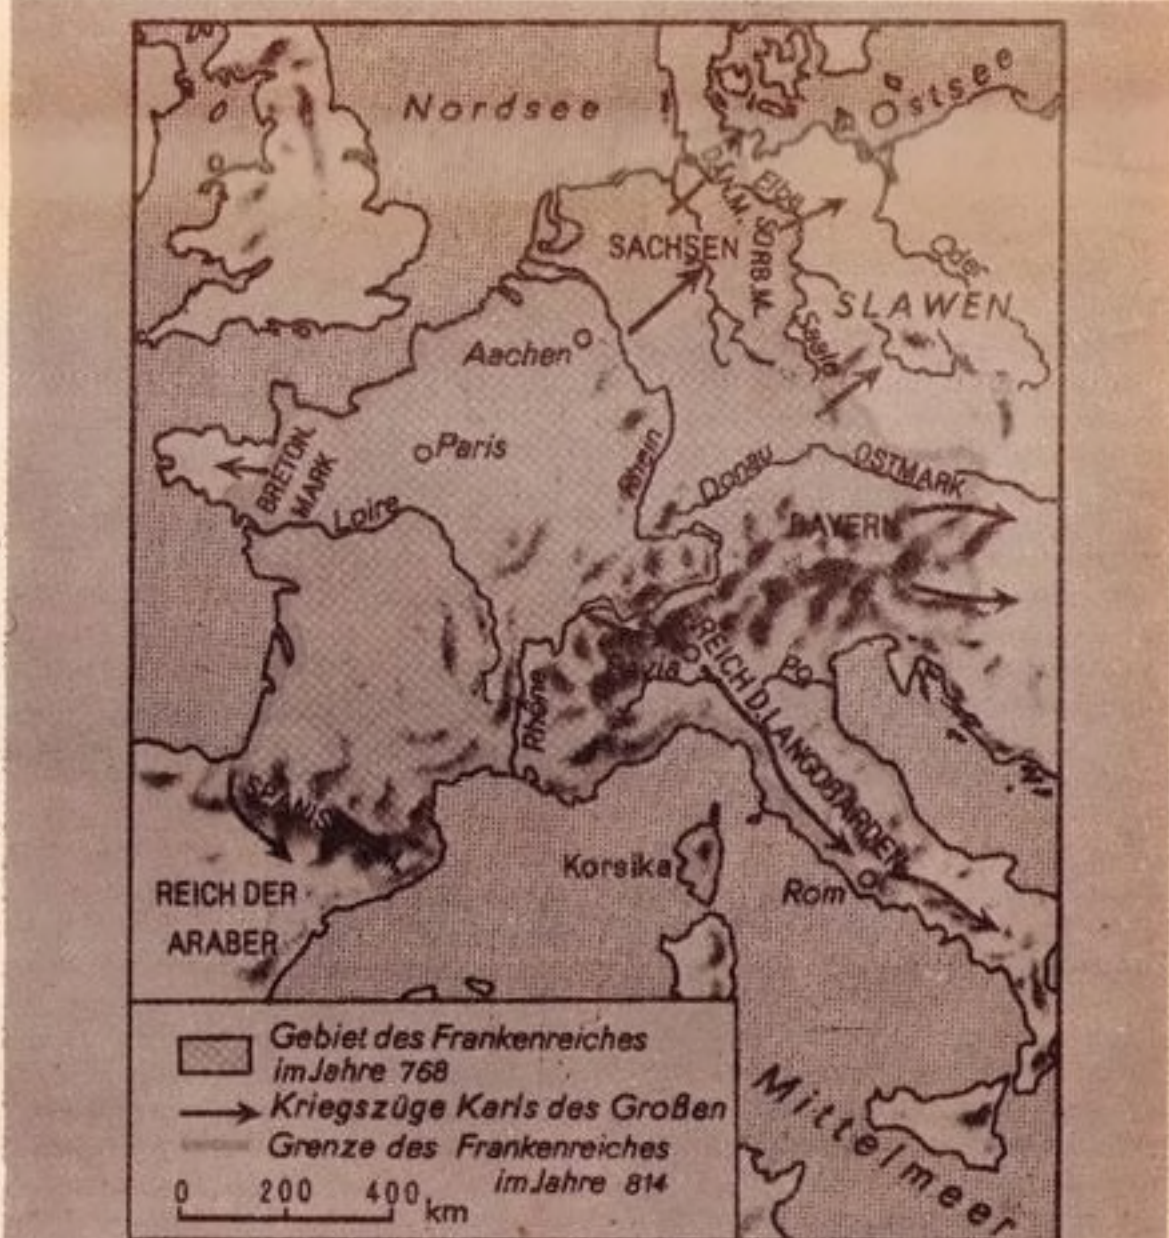 Nordsee
Ostsee
DÄN.M.
Elbe
SACHSEN
SORB.M.
Oder
SLAWEN
Saale
Aachen
Paris
BRETON.
MARK
Rhein
Donau
OSTMARK
Loire
BAYERN
REICH D. LANGOBARDEN
Po
Rhône
SPANIS
Korsika
Rom
REICH DER
ARABER
Gebiet des Frankenreiches
im Jahre 768
Kriegszüge Karls des Großen
Grenze des Frankenreiches
im Jahre 814
0 200 400 km
Mittelmeer